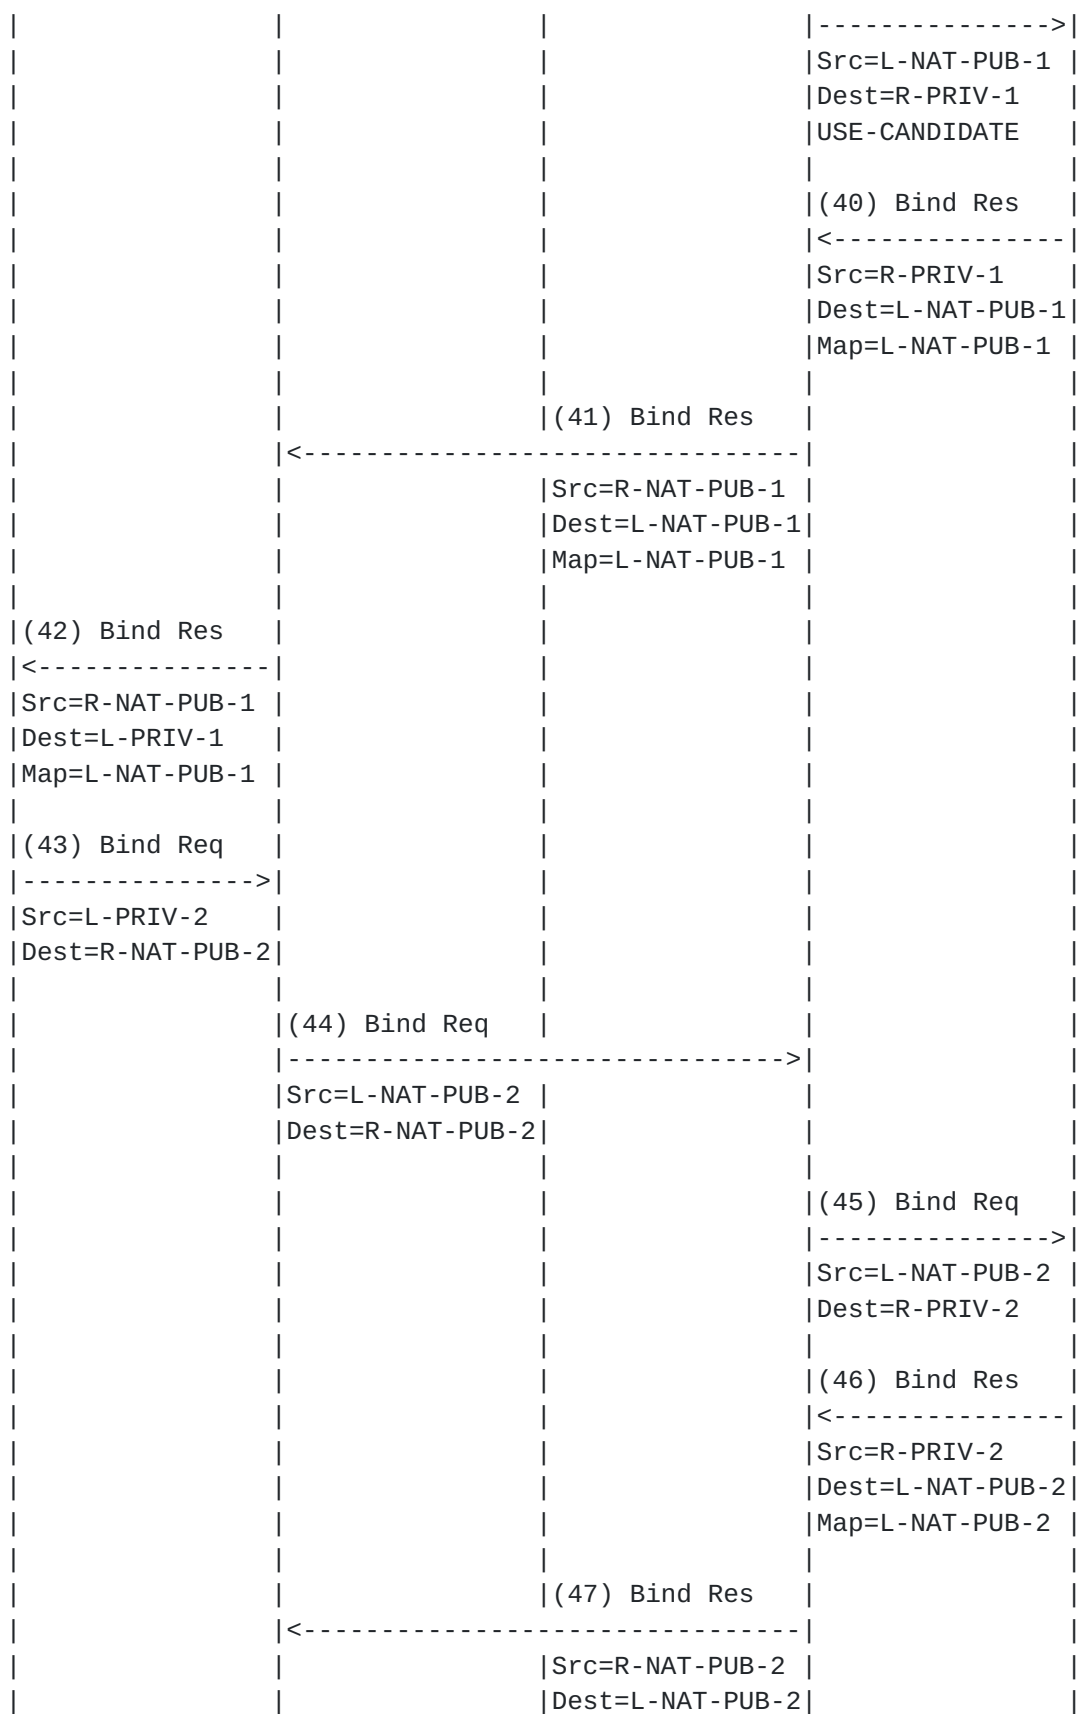 |                |                |                |--------------->|
|                |                |                |Src=L-NAT-PUB-1 |
|                |                |                |Dest=R-PRIV-1   |
|                |                |                |USE-CANDIDATE   |
|                |                |                |                |
|                |                |                |(40) Bind Res   |
|                |                |                |<---------------|
|                |                |                |Src=R-PRIV-1    |
|                |                |                |Dest=L-NAT-PUB-1|
|                |                |                |Map=L-NAT-PUB-1 |
|                |                |                |                |
|                |                |(41) Bind Res   |                |
|                |<--------------------------------|                |
|                |                |Src=R-NAT-PUB-1 |                |
|                |                |Dest=L-NAT-PUB-1|                |
|                |                |Map=L-NAT-PUB-1 |                |
|                |                |                |                |
|(42) Bind Res   |                |                |                |
|<---------------|                |                |                |
|Src=R-NAT-PUB-1 |                |                |                |
|Dest=L-PRIV-1   |                |                |                |
|Map=L-NAT-PUB-1 |                |                |                |
|                |                |                |                |
|(43) Bind Req   |                |                |                |
|--------------->|                |                |                |
|Src=L-PRIV-2    |                |                |                |
|Dest=R-NAT-PUB-2|                |                |                |
|                |                |                |                |
|                |(44) Bind Req   |                |                |
|                |-------------------------------->|                |
|                |Src=L-NAT-PUB-2 |                |                |
|                |Dest=R-NAT-PUB-2|                |                |
|                |                |                |                |
|                |                |                |(45) Bind Req   |
|                |                |                |--------------->|
|                |                |                |Src=L-NAT-PUB-2 |
|                |                |                |Dest=R-PRIV-2   |
|                |                |                |                |
|                |                |                |(46) Bind Res   |
|                |                |                |<---------------|
|                |                |                |Src=R-PRIV-2    |
|                |                |                |Dest=L-NAT-PUB-2|
|                |                |                |Map=L-NAT-PUB-2 |
|                |                |                |                |
|                |                |(47) Bind Res   |                |
|                |<--------------------------------|                |
|                |                |Src=R-NAT-PUB-2 |                |
|                |                |Dest=L-NAT-PUB-2|                |